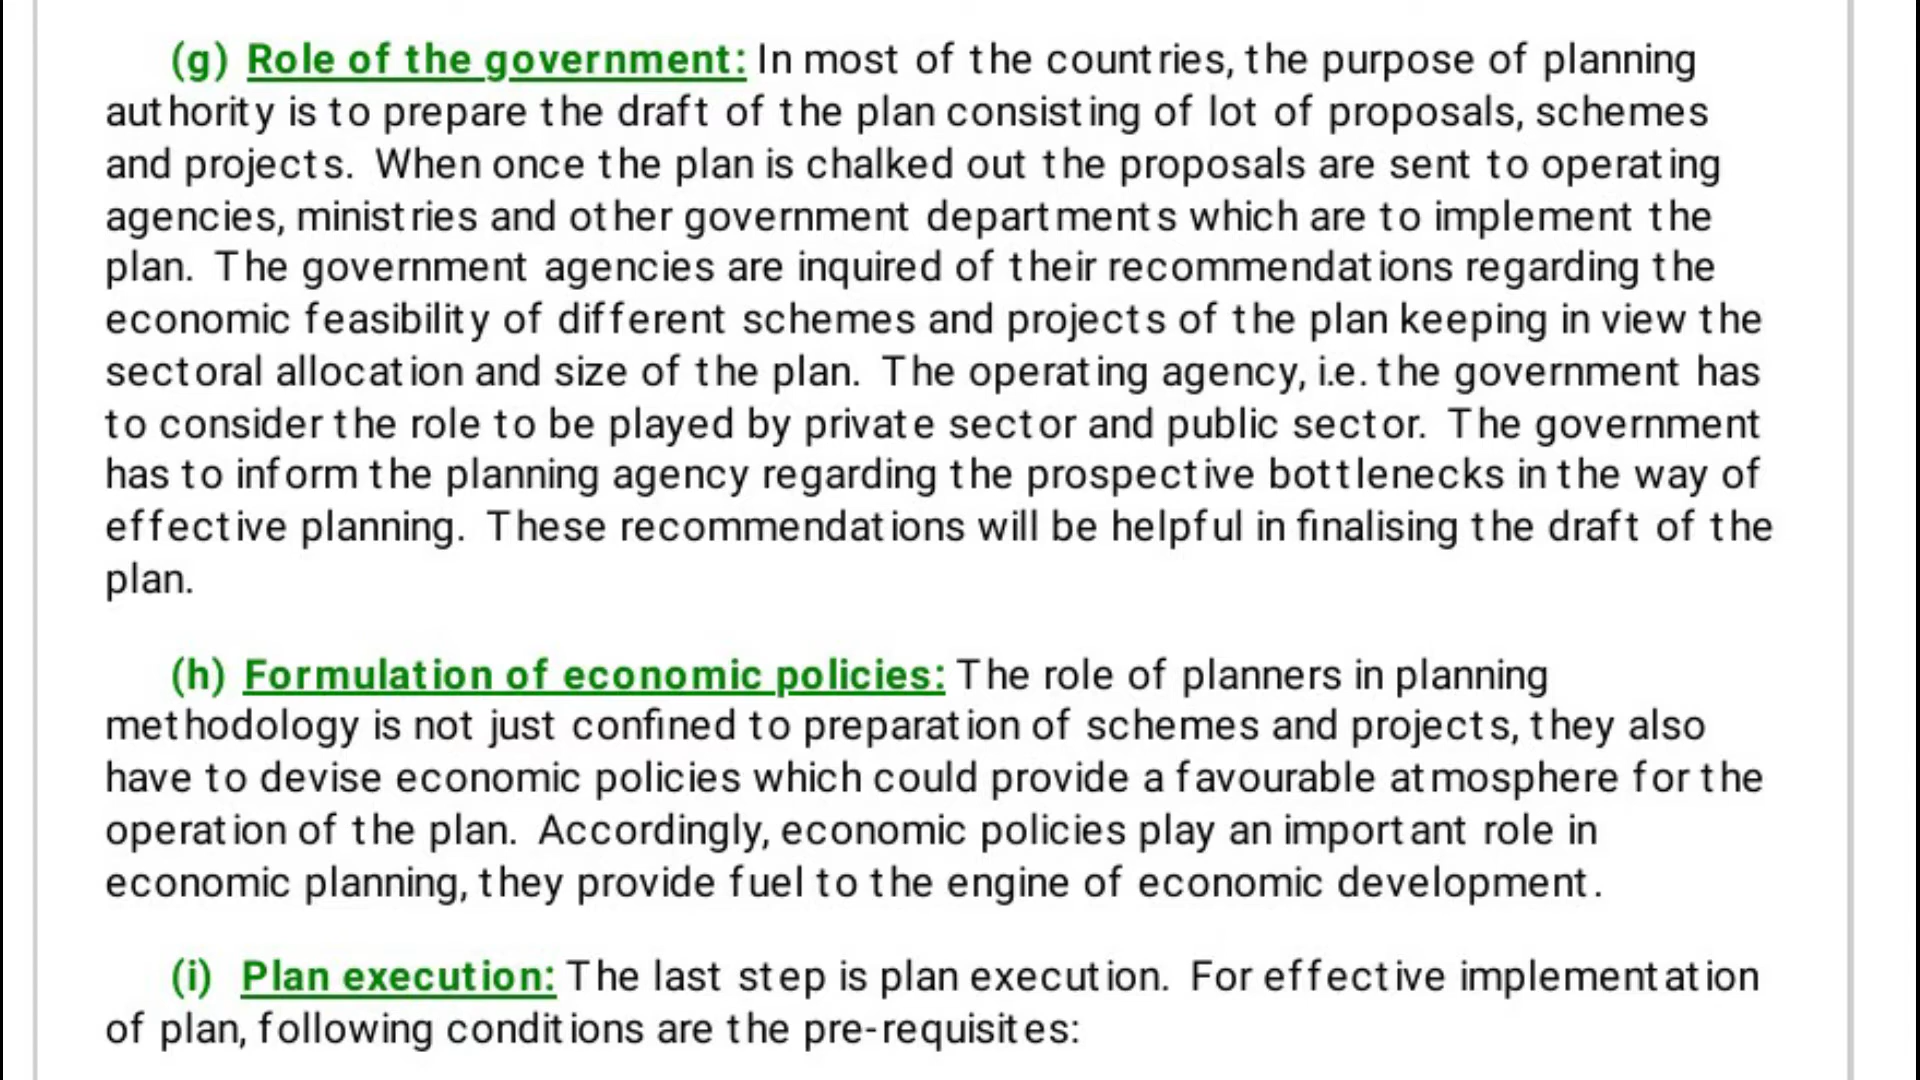 (g) Role of the government: In most of the countries, the purpose of planning
authority is to prepare the draft of the plan consisting of lot of proposals, schemes
and projects. When once the plan is chalked out the proposals are sent to operating
agencies, ministries and other government departments which are to implement the
plan. The government agencies are inquired of their recommendations regarding the
economic feasibility of different schemes and projects of the plan keeping in view the
sectoral allocation and size of the plan. The operating agency, i.e. the government has
to consider the role to be played by private sector and public sector. The government
has to inform the planning agency regarding the prospective bottlenecks in the way of
effective planning. These recommendations will be helpful in finalising the draft of the
plan.
(h) Formulation of economic policies: The role of planners in planning
methodology is not just confined to preparation of schemes and projects, they also
have to devise economic policies which could provide a favourable atmosphere for the
operation of the plan. Accordingly, economic policies play an important role in
economic planning, they provide fuel to the engine of economic development.
(i) Plan execution: The last step is plan execution. For effective implementation
of plan, following conditions are the pre-requisites: